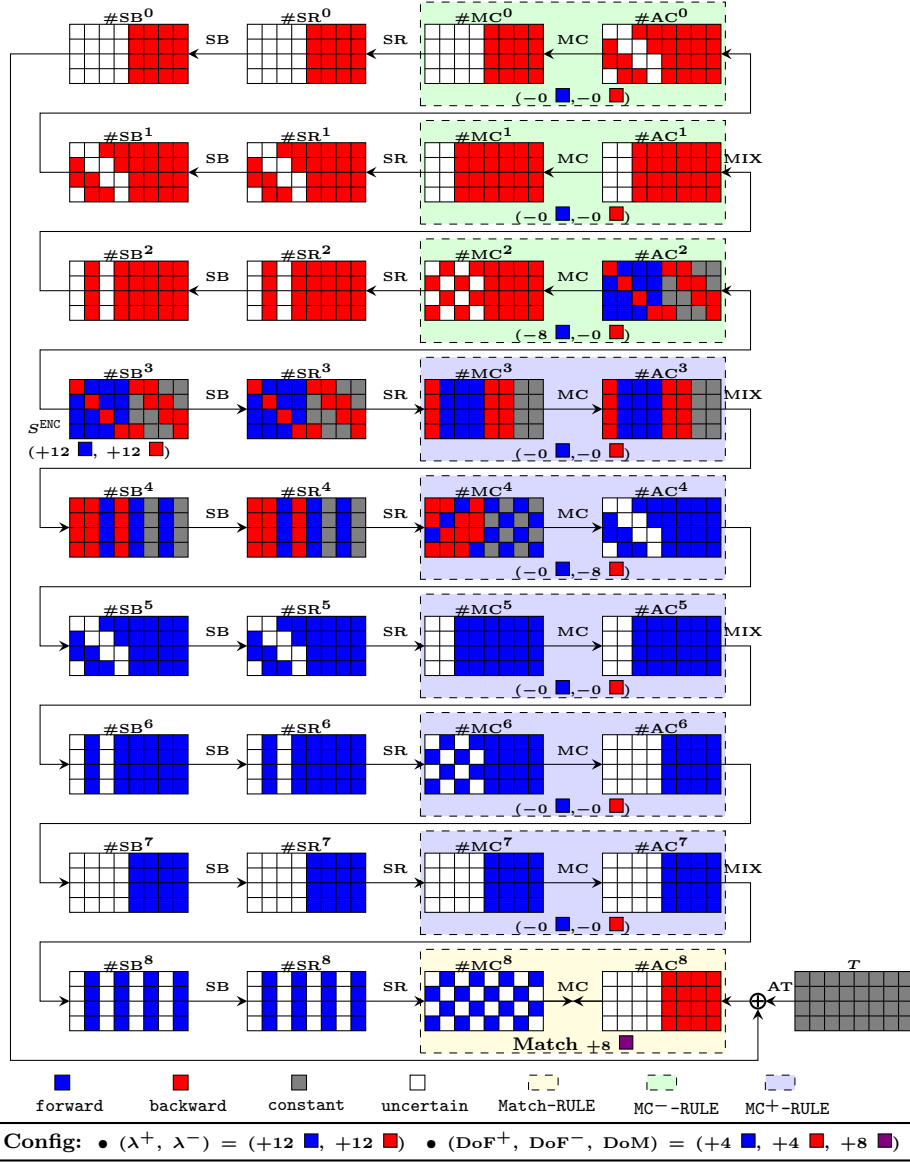 #SB⁰ #SR⁰ #MC⁰ #AC⁰
SB SR MC
(−0 , −0 )
#SB¹ #SR¹ #MC¹ #AC¹
SB SR MC MIX
(−0 , −0 )
#SB² #SR² #MC² #AC²
SB SR MC
(−8 , −0 )
#SB³ #SR³ #MC³ #AC³
SB SR MC MIX
S^ENC
(+12 , +12 )
(−0 , −0 )
#SB⁴ #SR⁴ #MC⁴ #AC⁴
SB SR MC
(−0 , −8 )
#SB⁵ #SR⁵ #MC⁵ #AC⁵
SB SR MC MIX
(−0 , −0 )
#SB⁶ #SR⁶ #MC⁶ #AC⁶
SB SR MC
(−0 , −0 )
#SB⁷ #SR⁷ #MC⁷ #AC⁷
SB SR MC MIX
(−0 , −0 )
#SB⁸ #SR⁸ #MC⁸ #AC⁸ T
SB SR MC AT
Match +8
forward backward constant uncertain Match-RULE MC⁻-RULE MC⁺-RULE
Config: • (λ⁺, λ⁻) = (+12 , +12 ) • (DoF⁺, DoF⁻, DoM) = (+4 , +4 , +8 )